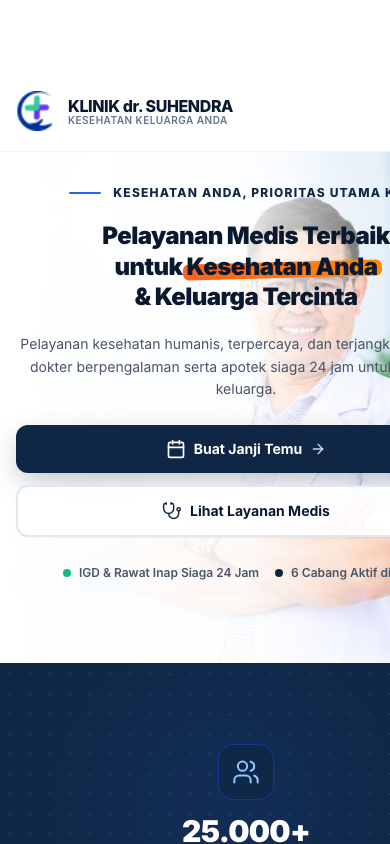 KLINIK dr. SUHENDRA
KESEHATAN KELUARGA ANDA
KESEHATAN ANDA, PRIORITAS UTAMA K
Pelayanan Medis Terbaik
untuk Kesehatan Anda
& Keluarga Tercinta
Pelayanan kesehatan humanis, terpercaya, dan terjangk
dokter berpengalaman serta apotek siaga 24 jam untu
keluarga.
Buat Janji Temu →
Lihat Layanan Medis
IGD & Rawat Inap Siaga 24 Jam
6 Cabang Aktif di
25.000+